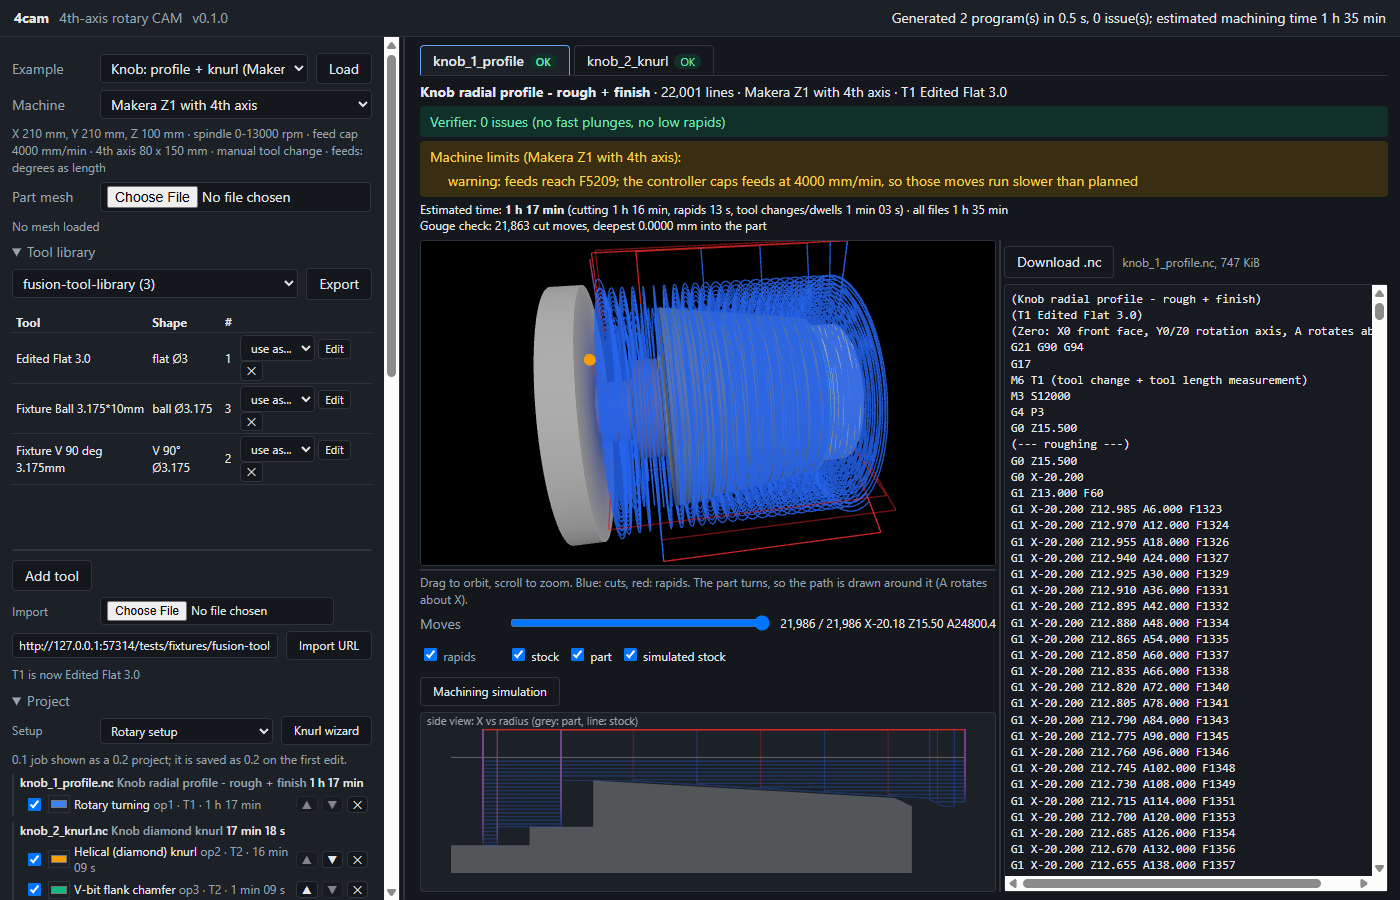 4cam 4th-axis rotary CAM v0.1.0
Generated 2 program(s) in 0.5 s, 0 issue(s); estimated machining time 1 h 35 min
Example
Knob: profile + knurl (Maker
Load
Machine
Makera Z1 with 4th axis
X 210 mm, Y 210 mm, Z 100 mm · spindle 0-13000 rpm · feed cap
4000 mm/min · 4th axis 80 x 150 mm · manual tool change · feeds:
degrees as length
Part mesh
Choose File No file chosen
No mesh loaded
▼ Tool library
fusion-tool-library (3)
Export
Tool Shape #
Edited Flat 3.0 flat Ø3 1 use as... Edit
×
Fixture Ball 3.175*10mm ball Ø3.175 3 use as... Edit
×
Fixture V 90 deg
3.175mm
V 90°
Ø3.175
2 use as... Edit
×
Add tool
Import
Choose File No file chosen
http://127.0.0.1:57314/tests/fixtures/fusion-tool
Import URL
T1 is now Edited Flat 3.0
▼ Project
Setup
Rotary setup
Knurl wizard
0.1 job shown as a 0.2 project; it is saved as 0.2 on the first edit.
knob_1_profile.nc Knob radial profile - rough + finish 1 h 17 min
Rotary turning op1 · T1 · 1 h 17 min ▲ ▼ ×
knob_2_knurl.nc Knob diamond knurl 17 min 18 s
Helical (diamond) knurl op2 · T2 · 16 min
09 s
▲ ▼ ×
V-bit flank chamfer op3 · T2 · 1 min 09 s ▲ ▼ ×
knob_1_profile OK
knob_2_knurl OK
Knob radial profile - rough + finish · 22,001 lines · Makera Z1 with 4th axis · T1 Edited Flat 3.0
Verifier: 0 issues (no fast plunges, no low rapids)
Machine limits (Makera Z1 with 4th axis):
warning: feeds reach F5209; the controller caps feeds at 4000 mm/min, so those moves run slower than planned
Estimated time: 1 h 17 min (cutting 1 h 16 min, rapids 13 s, tool changes/dwells 1 min 03 s) · all files 1 h 35 min
Gouge check: 21,863 cut moves, deepest 0.0000 mm into the part
Drag to orbit, scroll to zoom. Blue: cuts, red: rapids. The part turns, so the path is drawn around it (A rotates
about X).
Moves
21,986 / 21,986 X-20.18 Z15.50 A24800.4
rapids
stock
part
simulated stock
Machining simulation
side view: X vs radius (grey: part, line: stock)
Download .nc
knob_1_profile.nc, 747 KiB
(Knob radial profile - rough + finish)
(T1 Edited Flat 3.0)
(Zero: X0 front face, Y0/Z0 rotation axis, A rotates ab
G21 G90 G94
G17
M6 T1 (tool change + tool length measurement)
M3 S12000
G4 P3
G0 Z15.500
(--- roughing ---)
G0 Z15.500
G0 X-20.200
G1 Z13.000 F60
G1 X-20.200 Z12.985 A6.000 F1323
G1 X-20.200 Z12.970 A12.000 F1324
G1 X-20.200 Z12.955 A18.000 F1326
G1 X-20.200 Z12.940 A24.000 F1327
G1 X-20.200 Z12.925 A30.000 F1329
G1 X-20.200 Z12.910 A36.000 F1331
G1 X-20.200 Z12.895 A42.000 F1332
G1 X-20.200 Z12.880 A48.000 F1334
G1 X-20.200 Z12.865 A54.000 F1335
G1 X-20.200 Z12.850 A60.000 F1337
G1 X-20.200 Z12.835 A66.000 F1338
G1 X-20.200 Z12.820 A72.000 F1340
G1 X-20.200 Z12.805 A78.000 F1341
G1 X-20.200 Z12.790 A84.000 F1343
G1 X-20.200 Z12.775 A90.000 F1345
G1 X-20.200 Z12.760 A96.000 F1346
G1 X-20.200 Z12.745 A102.000 F1348
G1 X-20.200 Z12.730 A108.000 F1349
G1 X-20.200 Z12.715 A114.000 F1351
G1 X-20.200 Z12.700 A120.000 F1353
G1 X-20.200 Z12.685 A126.000 F1354
G1 X-20.200 Z12.670 A132.000 F1356
G1 X-20.200 Z12.655 A138.000 F1357